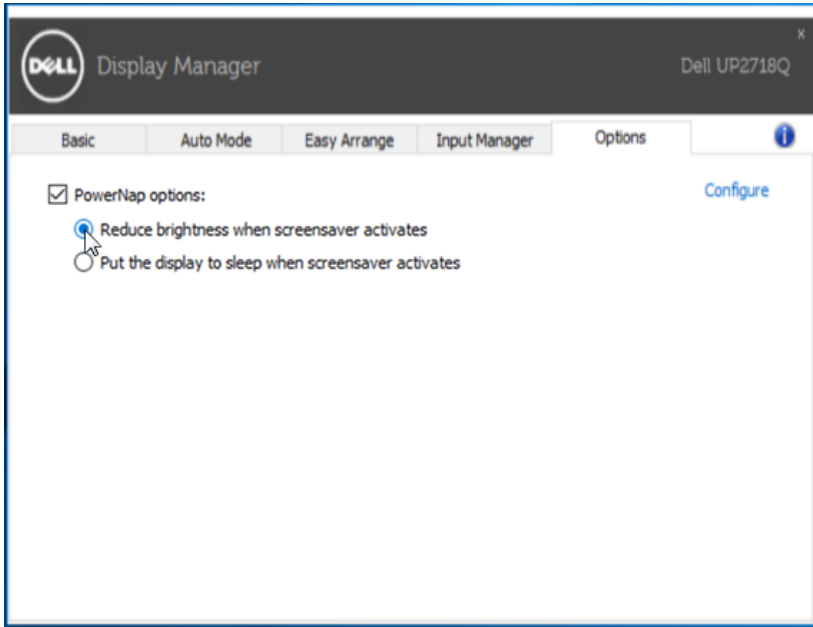 DELL Display Manager
x
Dell UP2718Q
Basic Auto Mode Easy Arrange Input Manager Options i
PowerNap options: Configure
Reduce brightness when screensaver activates
Put the display to sleep when screensaver activates